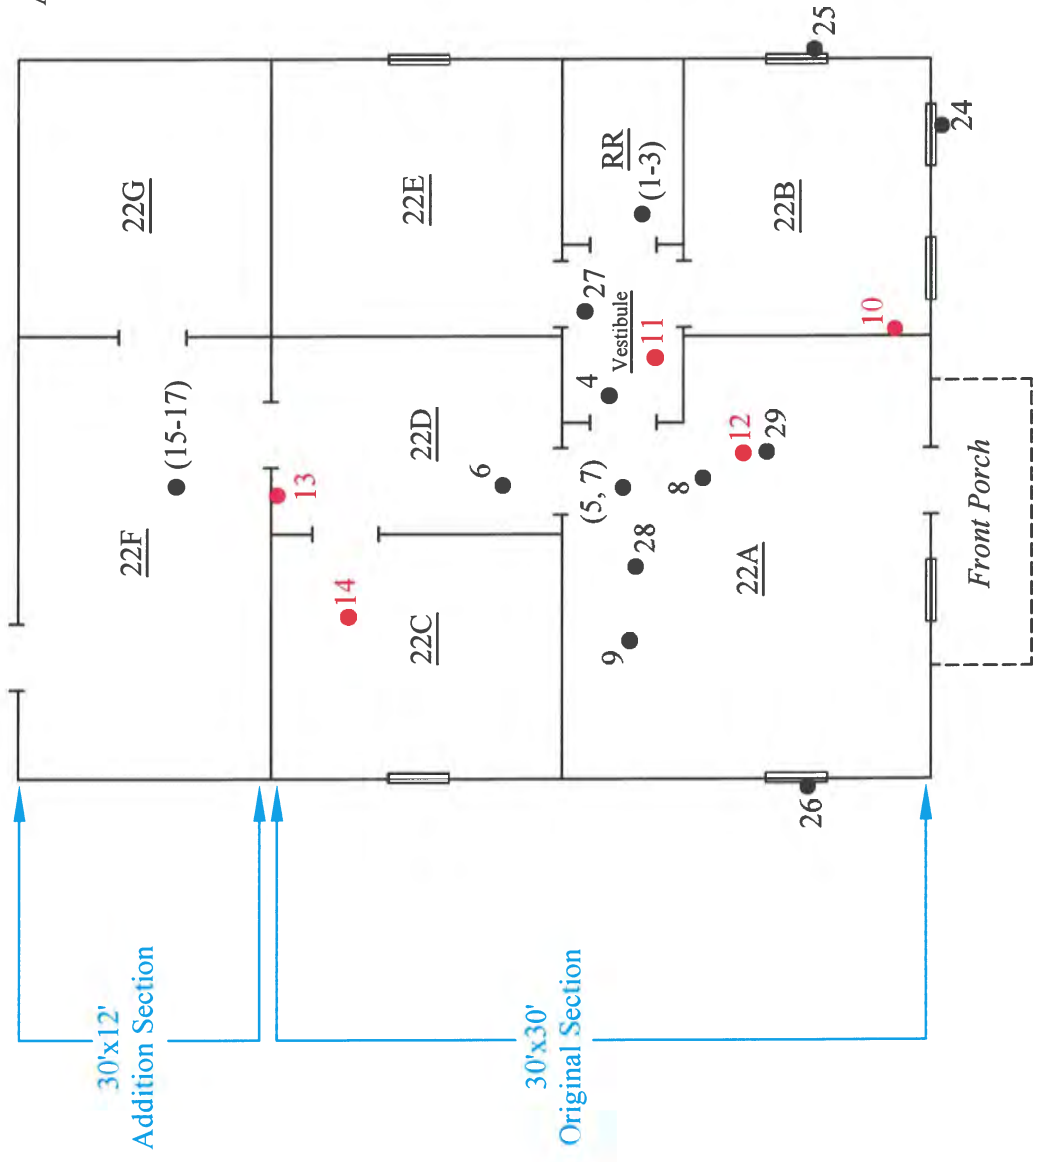 25
24
22G
(15-17)
22F
22E
RR
(1-3)
22B
27
Vestibule
11
4
10
22D
6
13
12
29
8
(5, 7)
28
22A
9
14
22C
Front Porch
26
30'x12'
Addition Section
30'x30'
Original Section